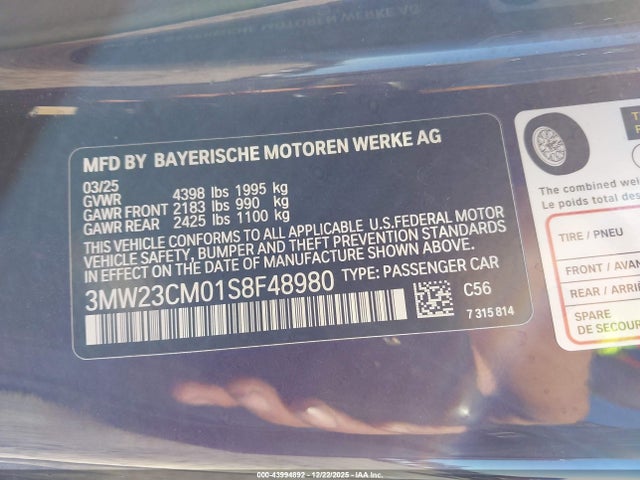 MFD BY BAYERISCHE MOTOREN WERKE AG
03/25
GVWR 4398 lbs 1995 kg
GAWR FRONT 2183 lbs 990 kg
GAWR REAR 2425 lbs 1100 kg
THIS VEHICLE CONFORMS TO ALL APPLICABLE U.S.FEDERAL MOTOR
VEHICLE SAFETY, BUMPER AND THEFT PREVENTION STANDARDS
IN EFFECT ON THE DATE OF MANUFACTURE SHOWN ABOVE.
3MW23CM01S8F48980 TYPE: PASSENGER CAR
C56
7 315 814
The combined weig
Le poids total des
TIRE / PNEU
FRONT / AVAN
REAR / ARRIÈ
SPARE
DE SECOUR
000-43994892 - 12/22/2025 - IAA Inc.